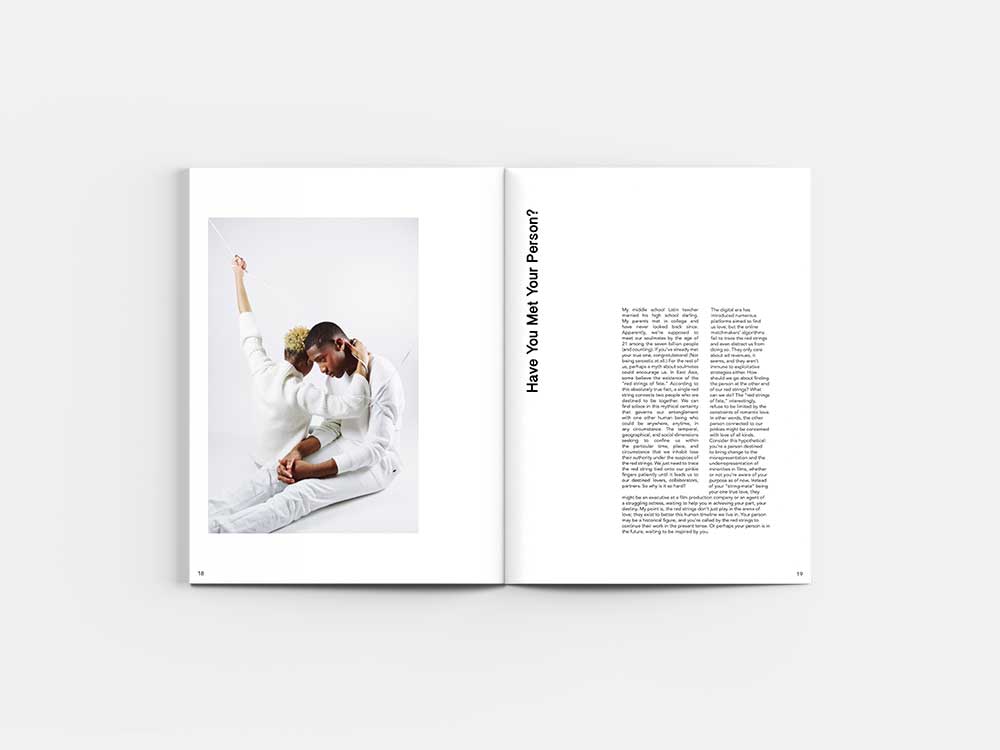 Have You Met Your Person?
My middle school Latin teacher
married his high school darling.
My parents met in college and
have never looked back since.
Apparently, we're supposed to
meet our soulmates by the age of
21 among the seven billion people
(and counting). If you've already met
your true one, congratulations! (Not
being sarcastic at all.) For the rest of
us, perhaps a myth about soulmates
could encourage us. In East Asia,
some believe the existence of the
"red strings of fate." According to
this absolutely true fact, a single red
string connects two people who are
destined to be together. We can
find solace in this mythical certainty
that governs our entanglement
with one other human being who
could be anywhere, anytime, in
any circumstance. The temporal,
geographical, and social dimensions
seeking to confine us within
the particular time, place, and
circumstance that we inhabit lose
their authority under the auspices of
the red strings. We just need to trace
the red string tied onto our pinkie
fingers patiently until it leads us to
our destined lovers, collaborators,
partners. So why is it so hard?
The digital era has
introduced numerous
platforms aimed to find
us love, but the online
matchmakers' algorithms
fail to trace the red strings
and even distract us from
doing so. They only care
about ad revenues, it
seems, and they aren't
immune to exploitative
strategies either. How
should we go about finding
the person at the other end
of our red strings? What
can we do? The "red strings
of fate," interestingly,
refuse to be limited by the
constraints of romantic love.
In other words, the other
person connected to our
pinkies might be concerned
with love of all kinds.
Consider this hypothetical:
you're a person destined
to bring change to the
misrepresentation and the
underrepresentation of
minorities in films, whether
or not you're aware of your
purpose as of now. Instead
of your "string-mate" being
your one true love, they
might be an executive at a film production company or an agent of
a struggling actress, waiting to help you in achieving your part, your
destiny. My point is, the red strings don't just play in the arena of
love; they exist to better this human timeline we live in. Your person
may be a historical figure, and you're called by the red strings to
continue their work in the present tense. Or perhaps your person is in
the future, waiting to be inspired by you.
18
19